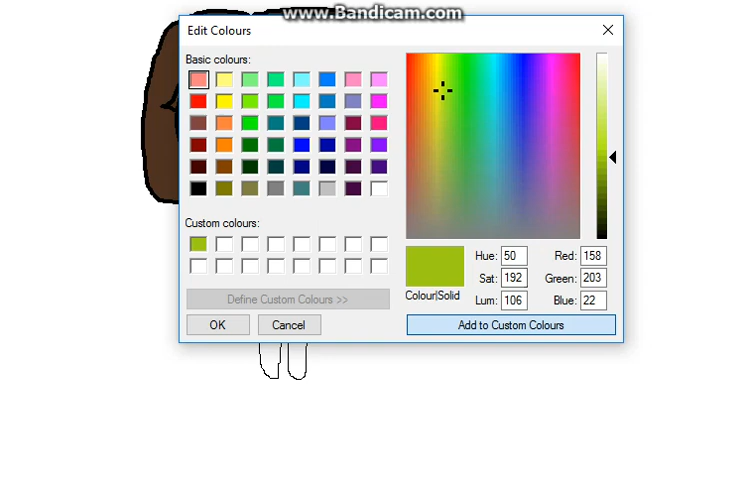 www.Bandicam.com
Edit Colours
Basic colours:
Custom colours:
Define Custom Colours >>
OK Cancel
Hue: 50 Red: 158
Sat: 192 Green: 203
Colour|Solid Lum: 106 Blue: 22
Add to Custom Colours